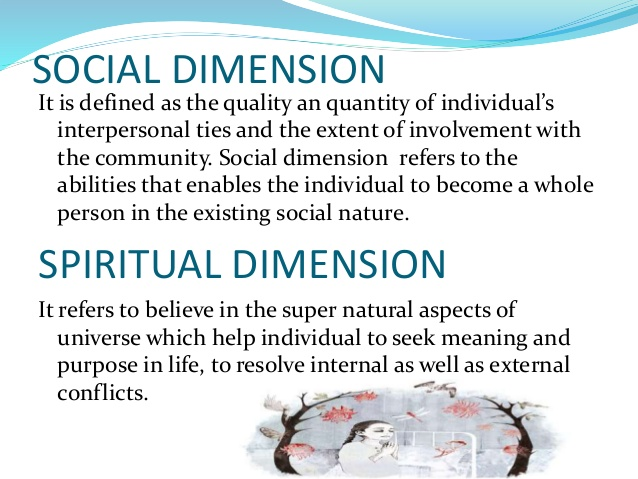 SOCIAL DIMENSION
It is defined as the quality an quantity of individual’s
interpersonal ties and the extent of involvement with
the community. Social dimension  refers to the
abilities that enables the individual to become a whole
person in the existing social nature.
SPIRITUAL DIMENSION
It refers to believe in the super natural aspects of
universe which help individual to seek meaning and
purpose in life, to resolve internal as well as external
conflicts.